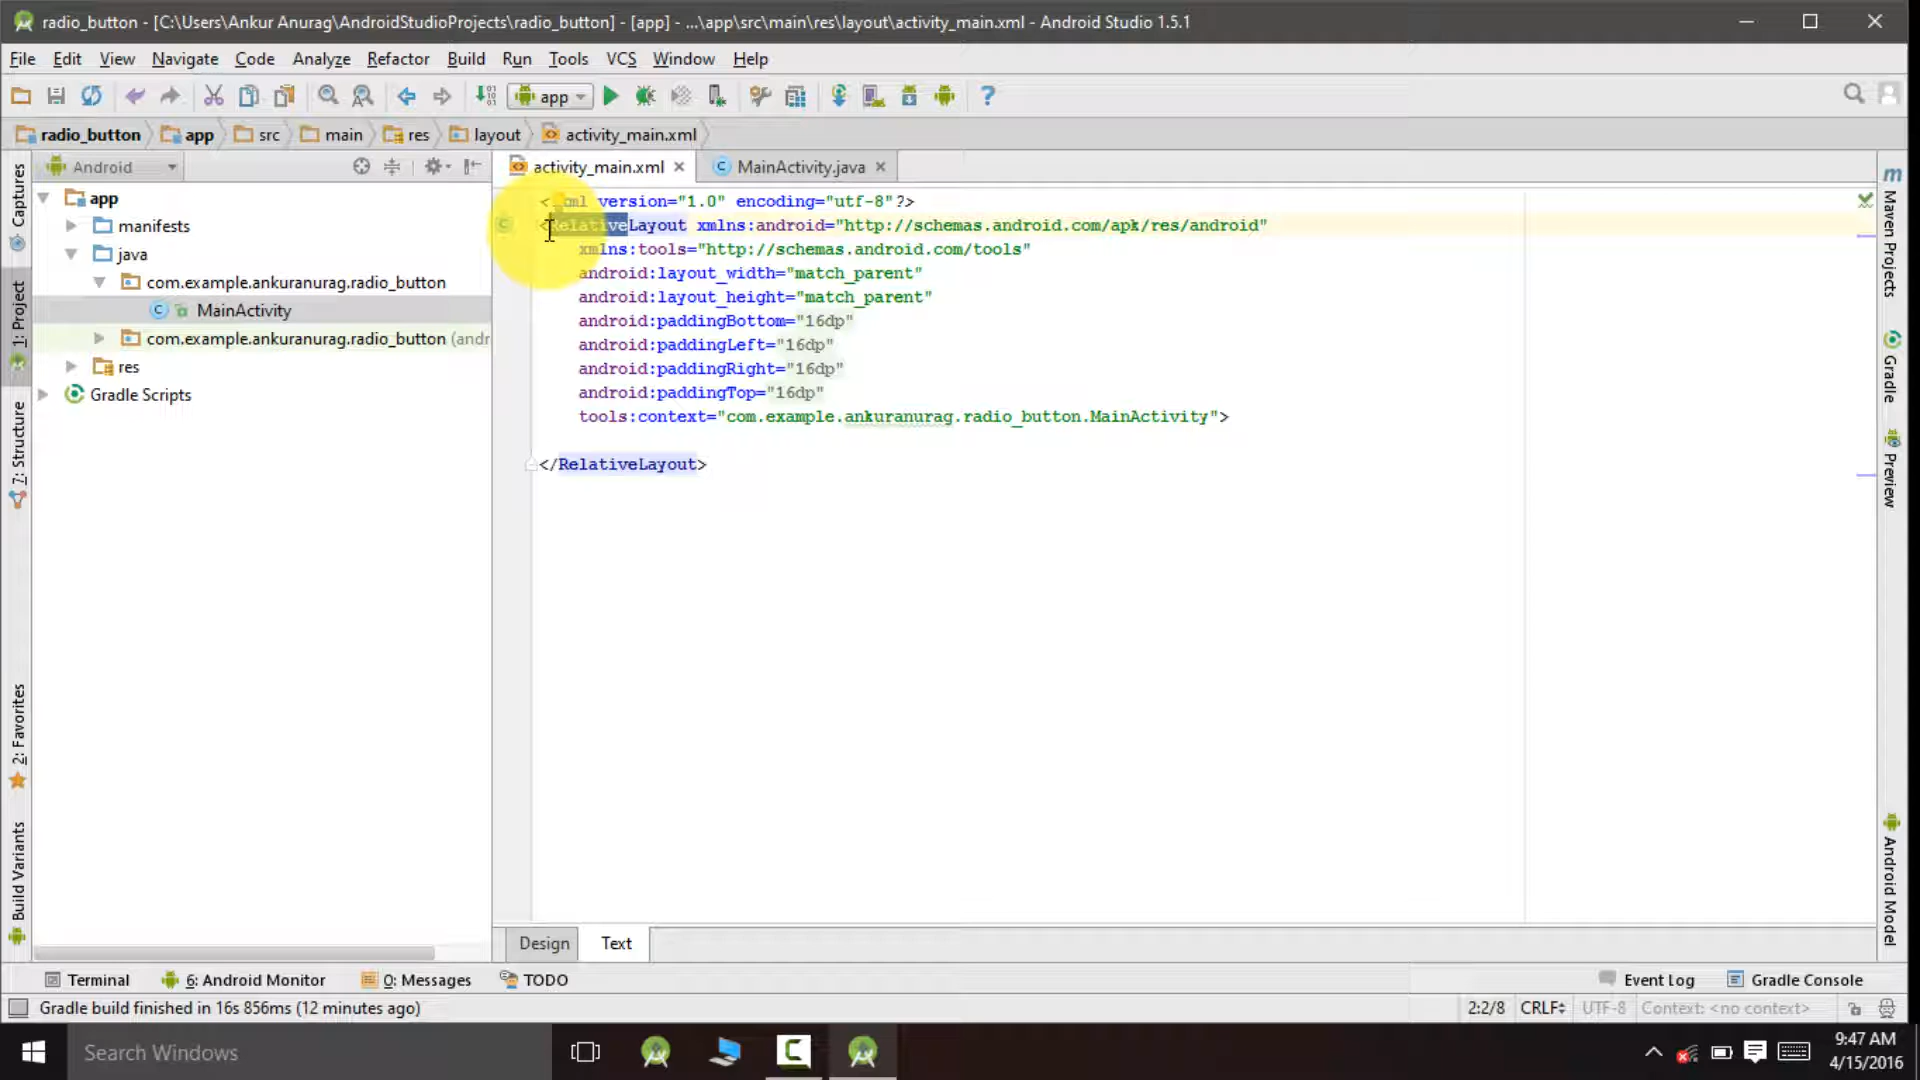 radio_button - [C:\Users\Ankur Anurag\AndroidStudioProjects\radio_button] - [app] - ...\app\src\main\res\layout\activity_main.xml - Android Studio 1.5.1
File Edit View Navigate Code Analyze Refactor Build Run Tools VCS Window Help
app
radio_button app src main res layout activity_main.xml
Android
activity_main.xml MainActivity.java
app
manifests
java
com.example.ankuranurag.radio_button
MainActivity
com.example.ankuranurag.radio_button (andr
res
Gradle Scripts
<?xml version="1.0" encoding="utf-8"?>
<RelativeLayout xmlns:android="http://schemas.android.com/apk/res/android"
xmlns:tools="http://schemas.android.com/tools"
android:layout_width="match_parent"
android:layout_height="match_parent"
android:paddingBottom="16dp"
android:paddingLeft="16dp"
android:paddingRight="16dp"
android:paddingTop="16dp"
tools:context="com.example.ankuranurag.radio_button.MainActivity">
</RelativeLayout>
Captures
1: Project
7: Structure
2: Favorites
Build Variants
Maven Projects
Gradle
Preview
Android Model
Design Text
Terminal 6: Android Monitor 0: Messages TODO Event Log Gradle Console
Gradle build finished in 16s 856ms (12 minutes ago) 2:2/8 CRLF UTF-8 Context: <no context>
Search Windows
9:47 AM
4/15/2016